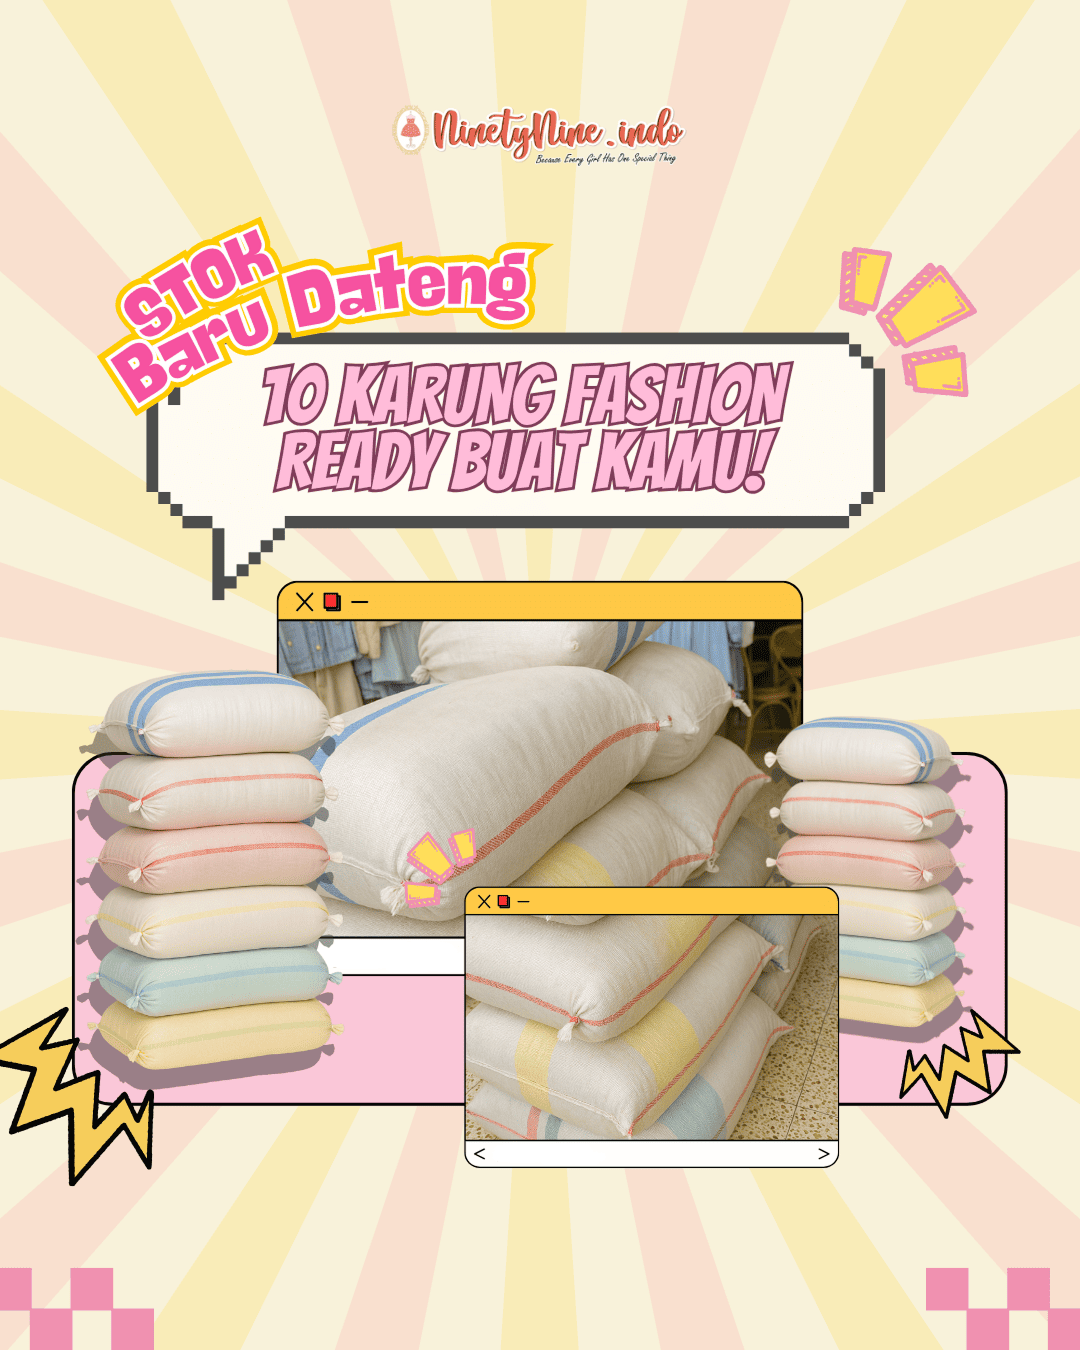 NinetyNine.indo
Because Every Girl Has One Special Thing
STOK
Baru Dateng
10 KARUNG FASHION
READY BUAT KAMU!